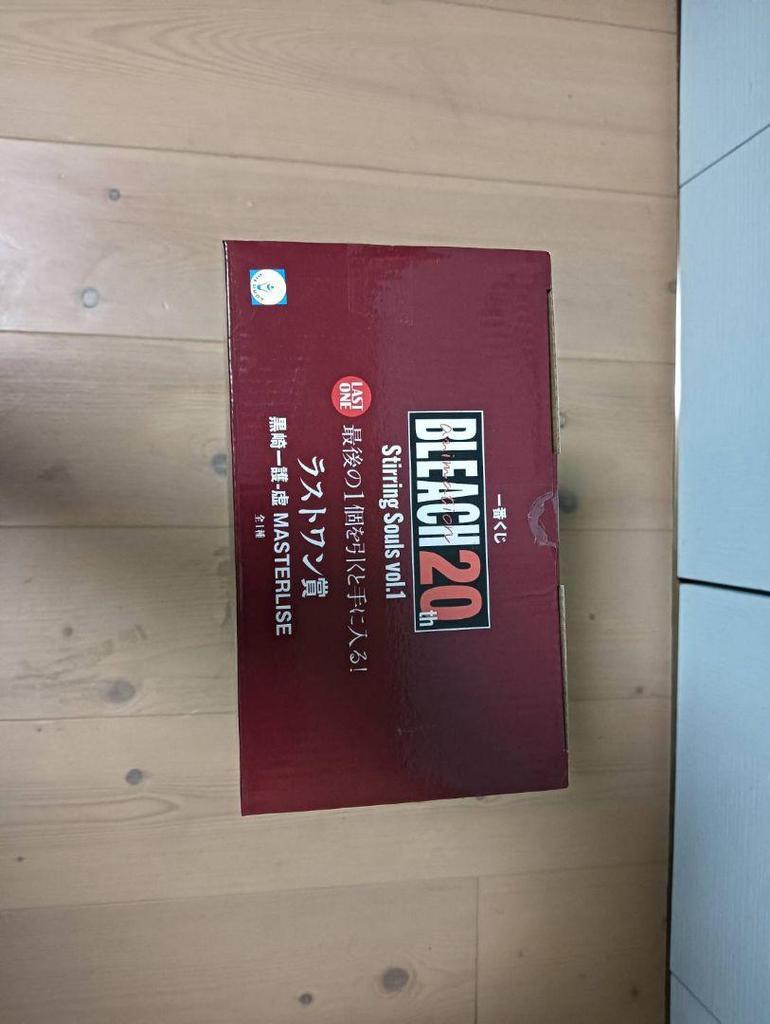 一番くじ
BLEACH 20th
animation
Stirring Souls vol.1
LAST ONE
最後の1個を引くと手に入る!
ラストワン賞
黒崎一護-虚 MASTERLISE
全1種